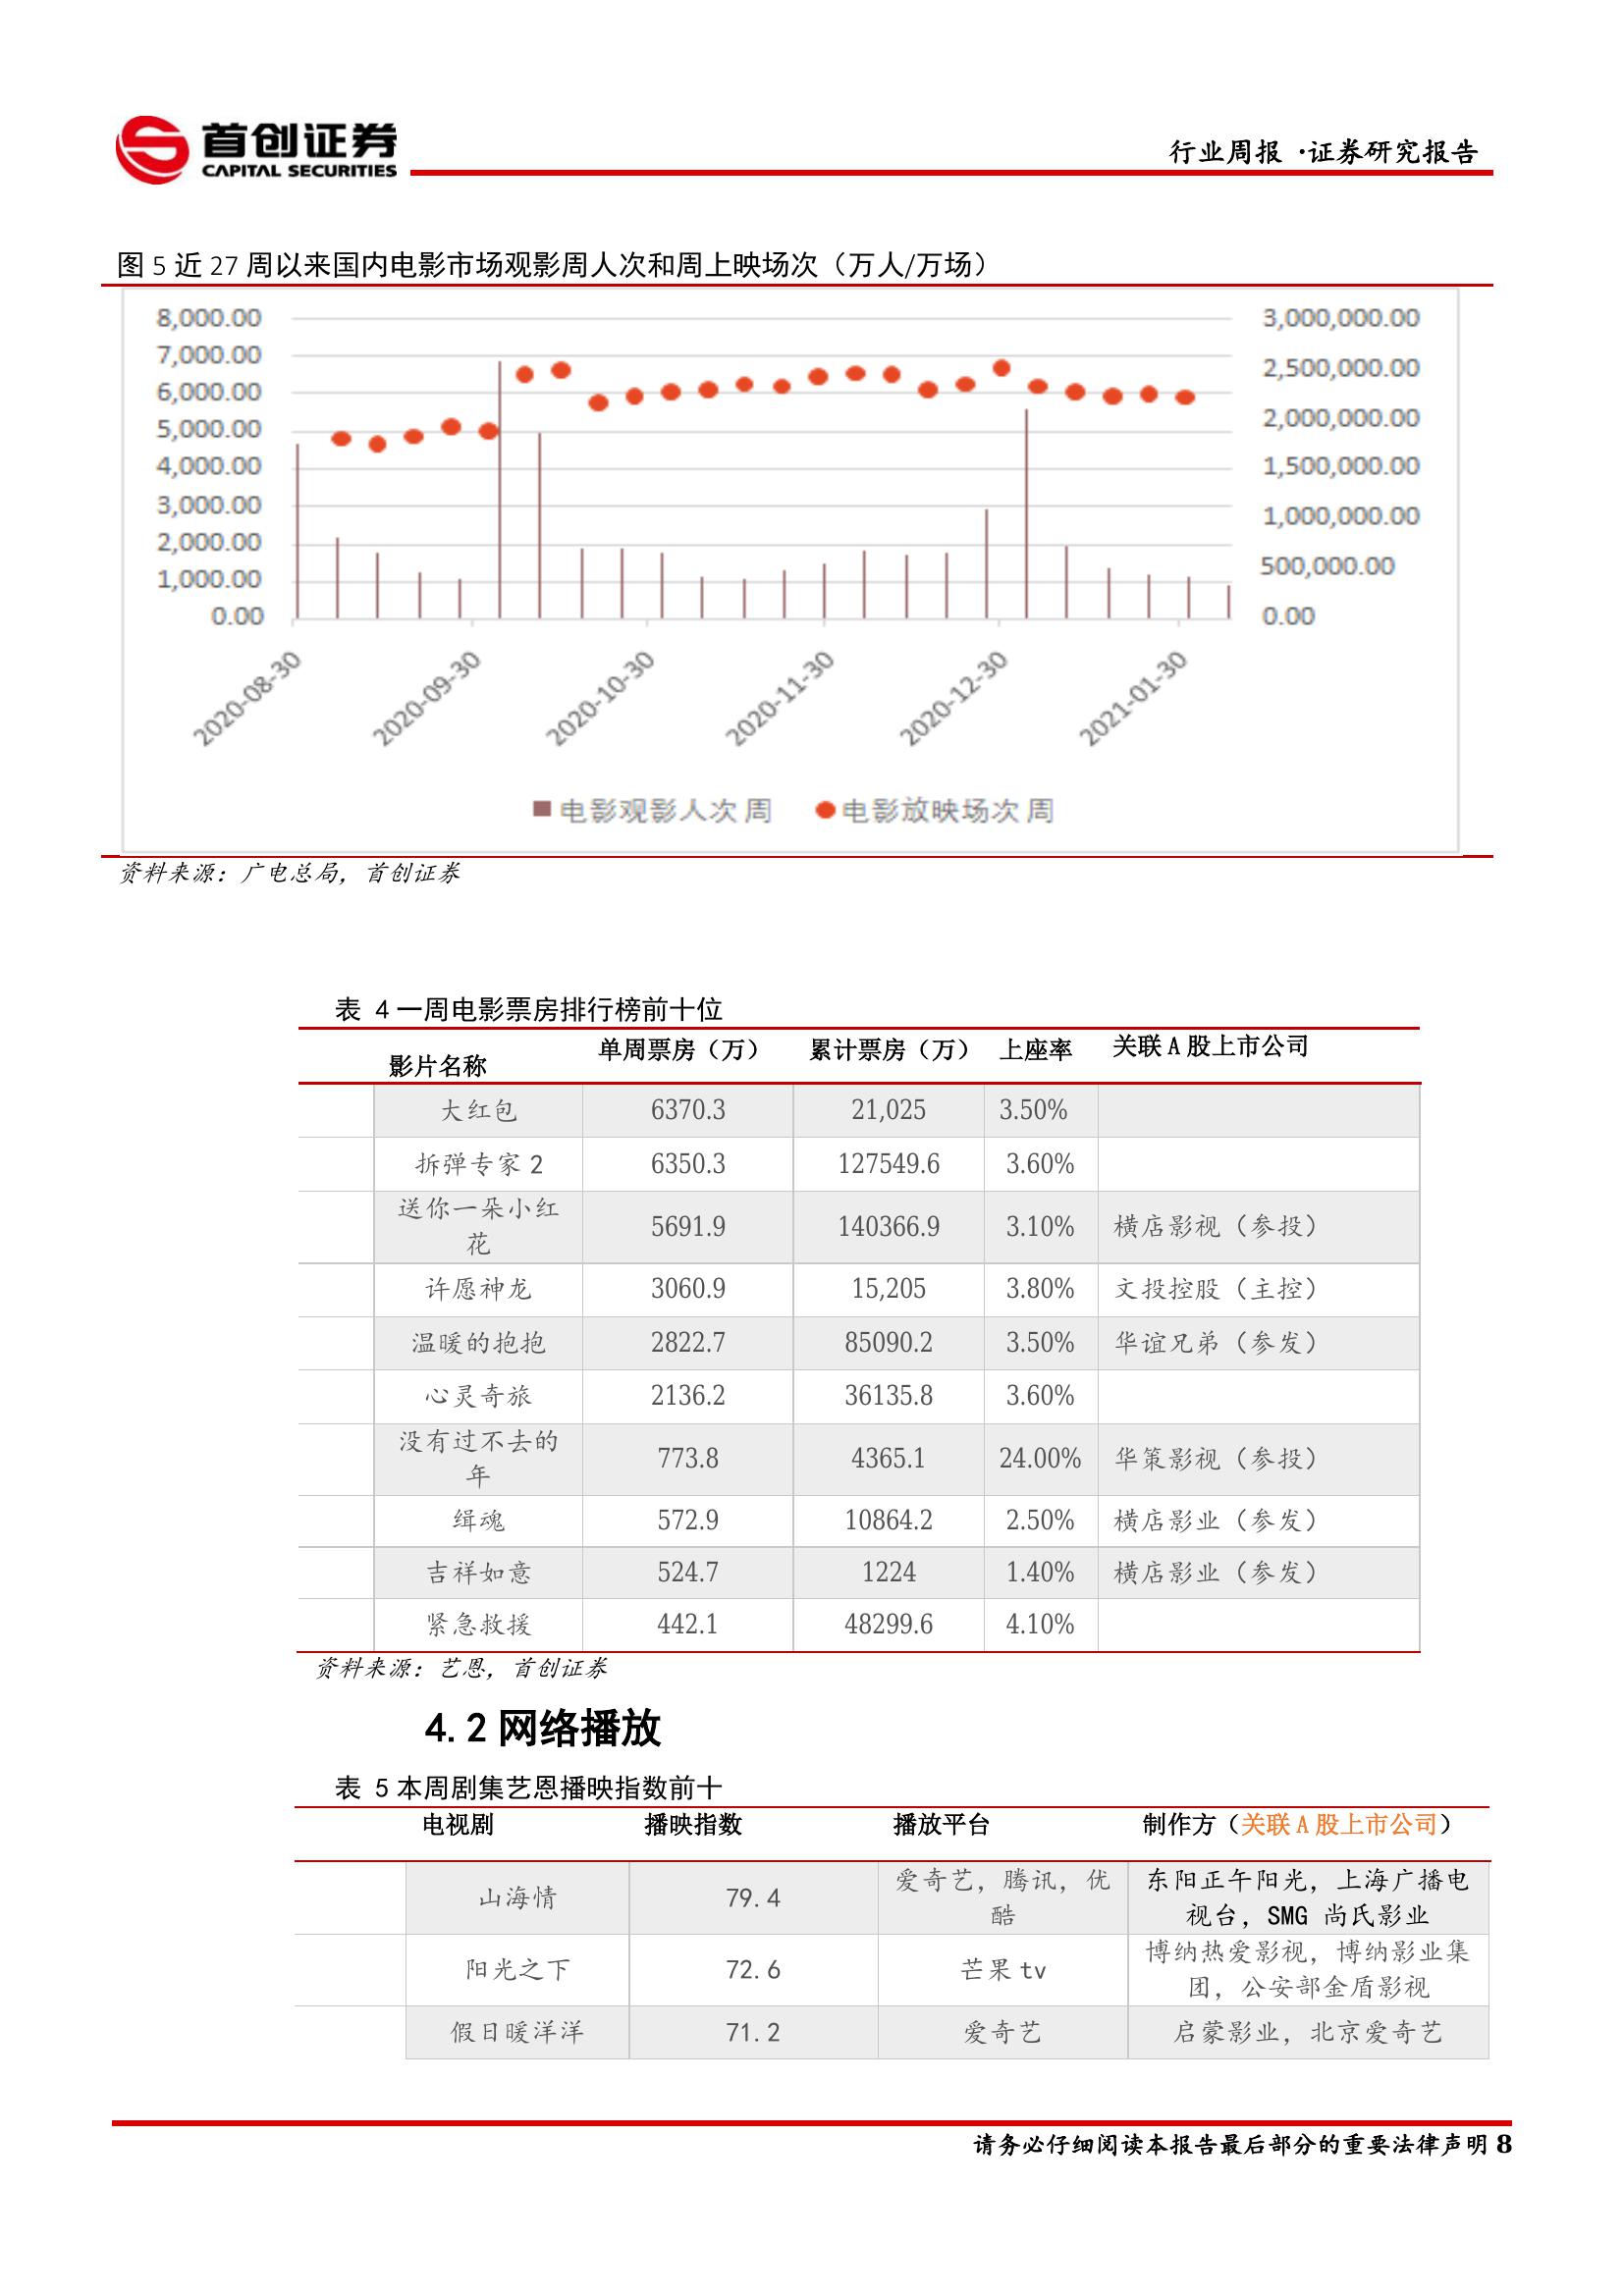 首创证券
CAPITAL SECURITIES
行业周报 ·证券研究报告
图 5 近 27 周以来国内电影市场观影周人次和周上映场次（万人/万场）
8,000.00
7,000.00
6,000.00
5,000.00
4,000.00
3,000.00
2,000.00
1,000.00
0.00
3,000,000.00
2,500,000.00
2,000,000.00
1,500,000.00
1,000,000.00
500,000.00
0.00
2020-08-30 2020-09-30 2020-10-30 2020-11-30 2020-12-30 2021-01-30
电影观影人次 周 电影放映场次 周
资料来源：广电总局，首创证券
表 4 一周电影票房排行榜前十位
影片名称 单周票房（万） 累计票房（万） 上座率 关联 A 股上市公司
大红包 6370.3 21,025 3.50%
拆弹专家 2 6350.3 127549.6 3.60%
送你一朵小红
花 5691.9 140366.9 3.10% 横店影视（参投）
许愿神龙 3060.9 15,205 3.80% 文投控股（主控）
温暖的抱抱 2822.7 85090.2 3.50% 华谊兄弟（参发）
心灵奇旅 2136.2 36135.8 3.60%
没有过不去的
年 773.8 4365.1 24.00% 华策影视（参投）
缉魂 572.9 10864.2 2.50% 横店影业（参发）
吉祥如意 524.7 1224 1.40% 横店影业（参发）
紧急救援 442.1 48299.6 4.10%
资料来源：艺恩，首创证券
4.2 网络播放
表 5 本周剧集艺恩播映指数前十
电视剧 播映指数 播放平台 制作方（关联 A 股上市公司）
山海情 79.4 爱奇艺，腾讯，优
酷 东阳正午阳光，上海广播电
视台，SMG 尚氏影业
阳光之下 72.6 芒果 tv 博纳热爱影视，博纳影业集
团，公安部金盾影视
假日暖洋洋 71.2 爱奇艺 启蒙影业，北京爱奇艺
请务必仔细阅读本报告最后部分的重要法律声明 8